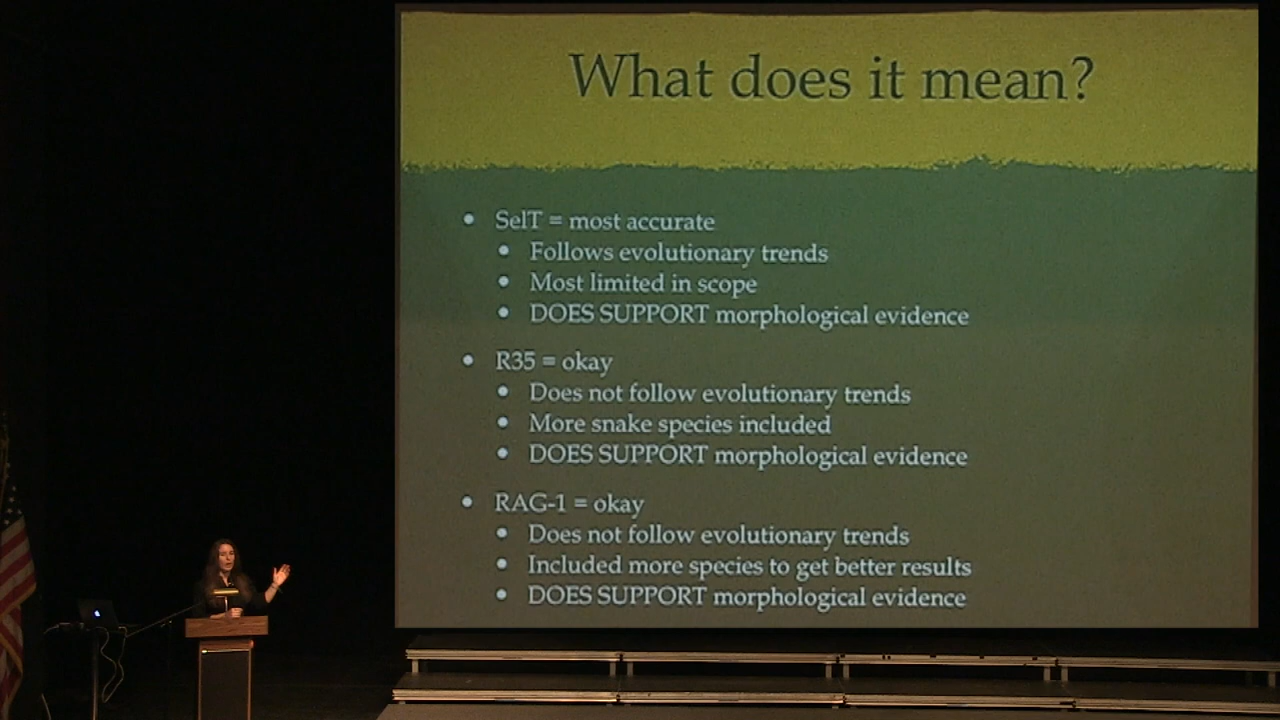 What does it mean?
• SelT = most accurate
• Follows evolutionary trends
• Most limited in scope
• DOES SUPPORT morphological evidence
• R35 = okay
• Does not follow evolutionary trends
• More snake species included
• DOES SUPPORT morphological evidence
• RAG-1 = okay
• Does not follow evolutionary trends
• Included more species to get better results
• DOES SUPPORT morphological evidence